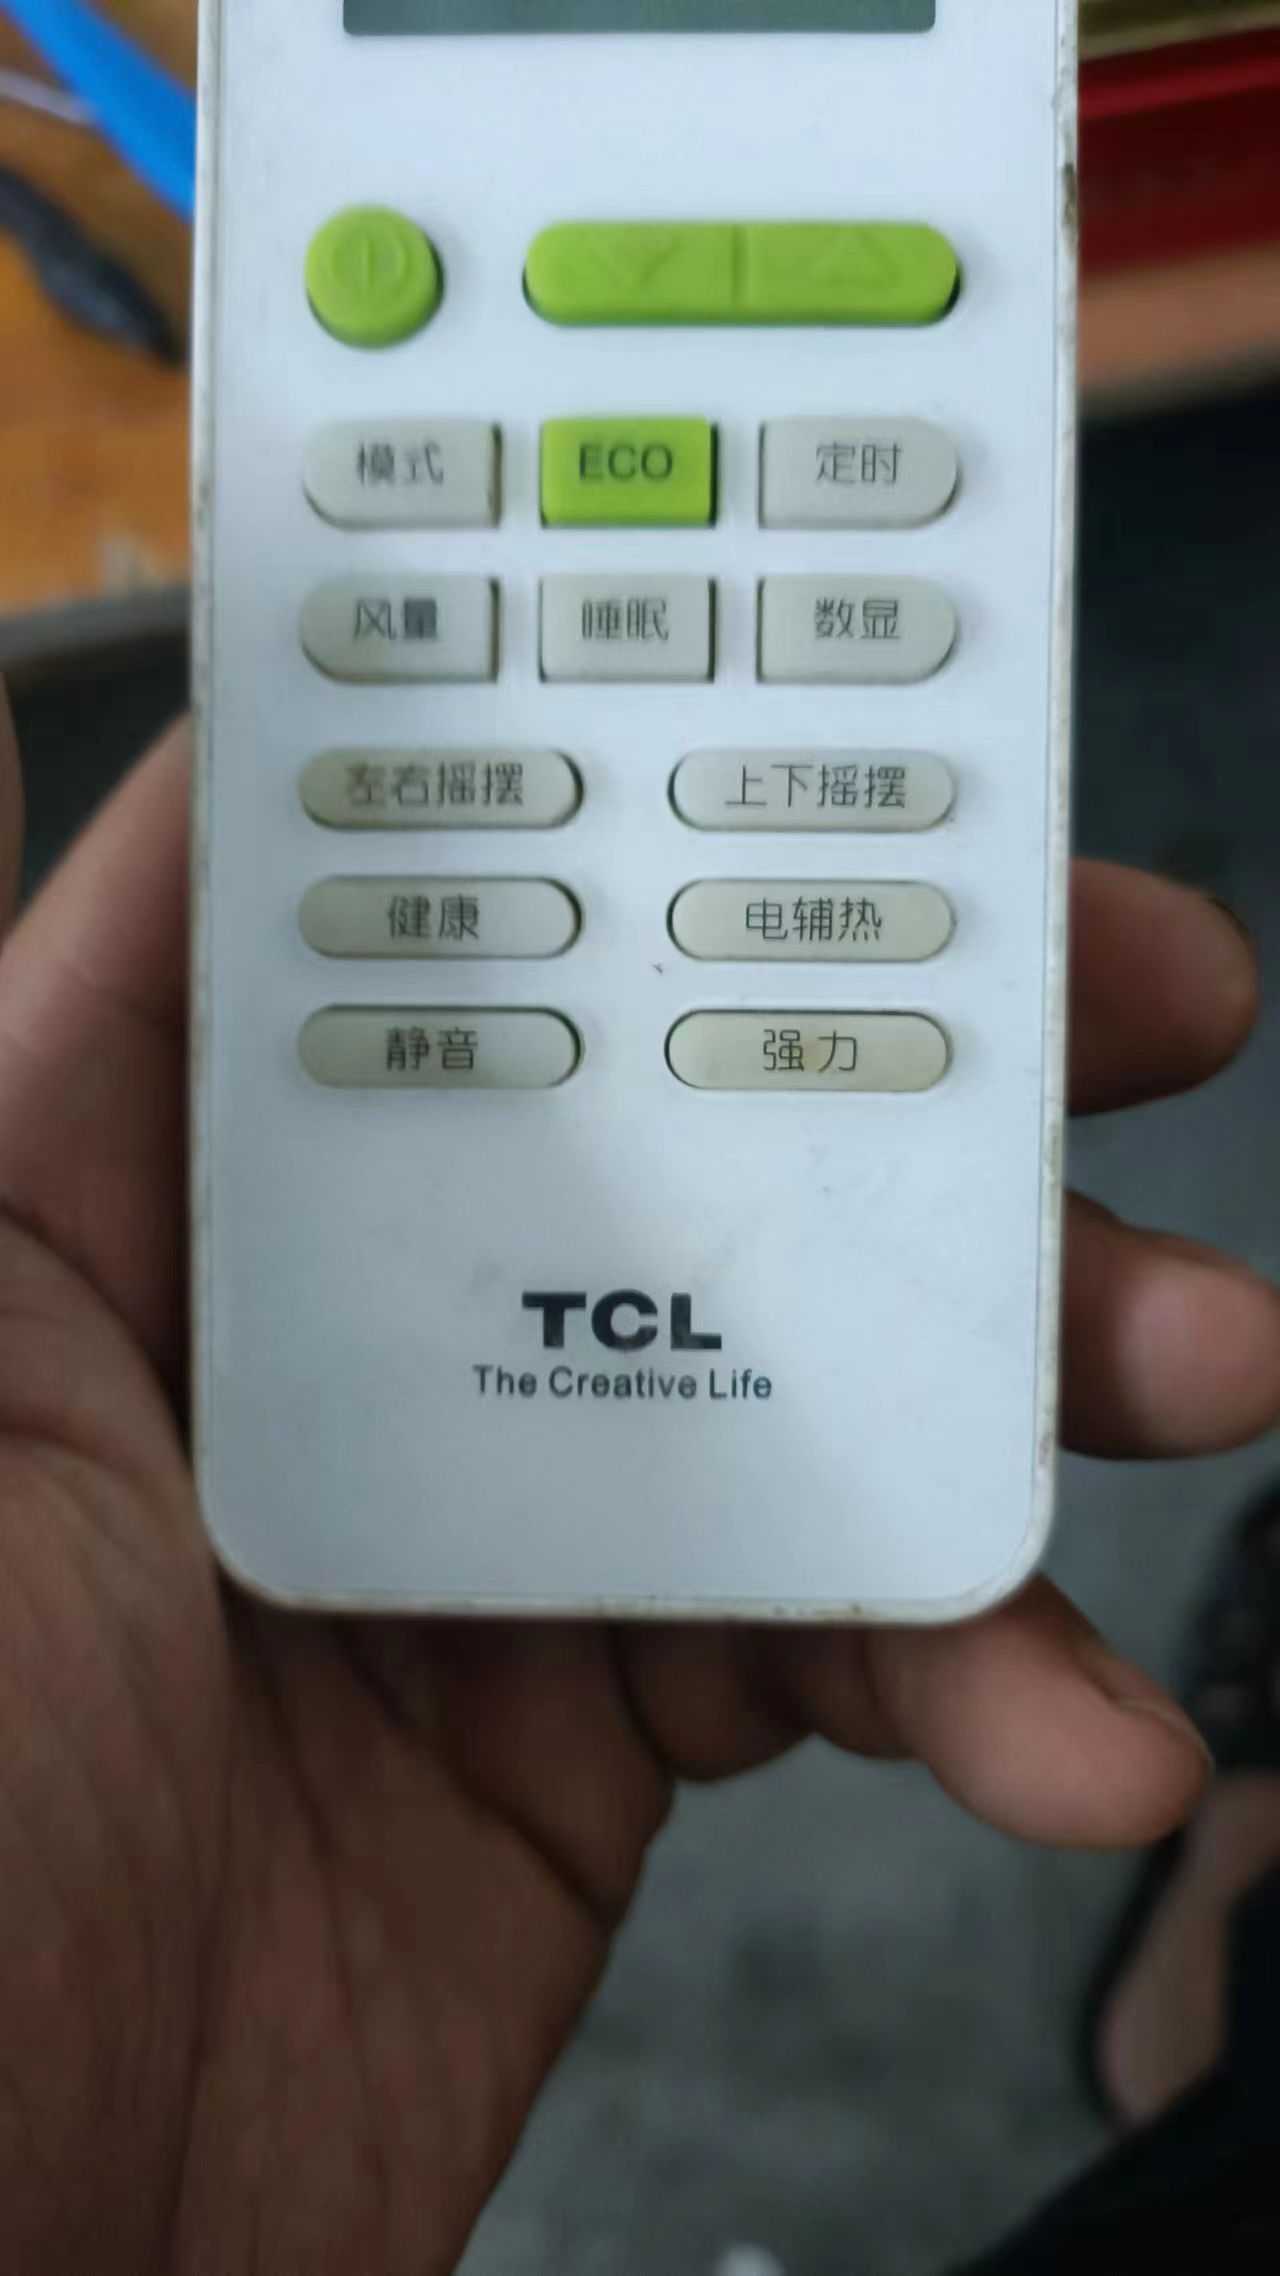 模式 ECO 定时
风量 睡眠 数显
左右摇摆 上下摇摆
健康 电辅热
静音 强力
TCL
The Creative Life